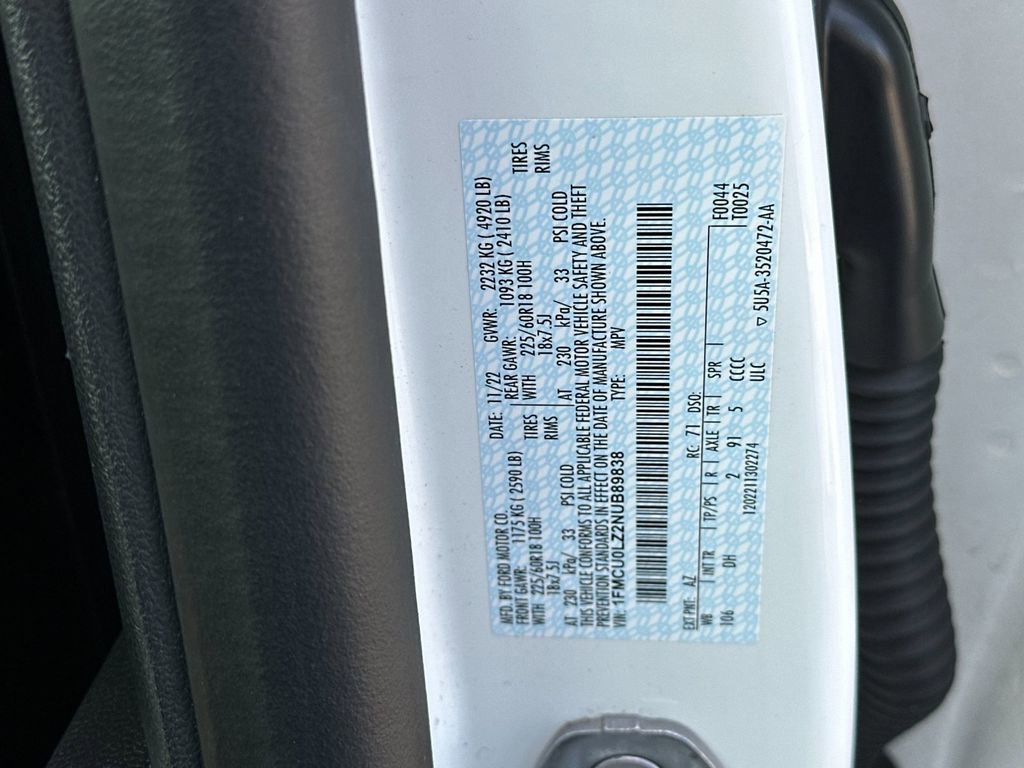 MFD. BY FORD MOTOR CO.
DATE: 11/22 GVWR: 2232 KG ( 4920 LB)
FRONT GAWR: 1175 KG ( 2590 LB) REAR GAWR: 1093 KG ( 2410 LB)
WITH 225/60R18 100H TIRES WITH 225/60R18 100H TIRES
18x7.5J RIMS 18x7.5J RIMS
AT 230 kPa/ 33 PSI COLD AT 230 kPa/ 33 PSI COLD
THIS VEHICLE CONFORMS TO ALL APPLICABLE FEDERAL MOTOR VEHICLE SAFETY AND THEFT
PREVENTION STANDARDS IN EFFECT ON THE DATE OF MANUFACTURE SHOWN ABOVE.
VIN: 1FMCU0LZ2NUB89838 TYPE: MPV
EXT PNT: AZ RC: 71 DSO: F0044
WB INT TR TP/PS R AXLE TR SPR T0025
106 DH 2 91 5 CCCC
1202211302274 ULC ▽ 5U5A-3520472-AA